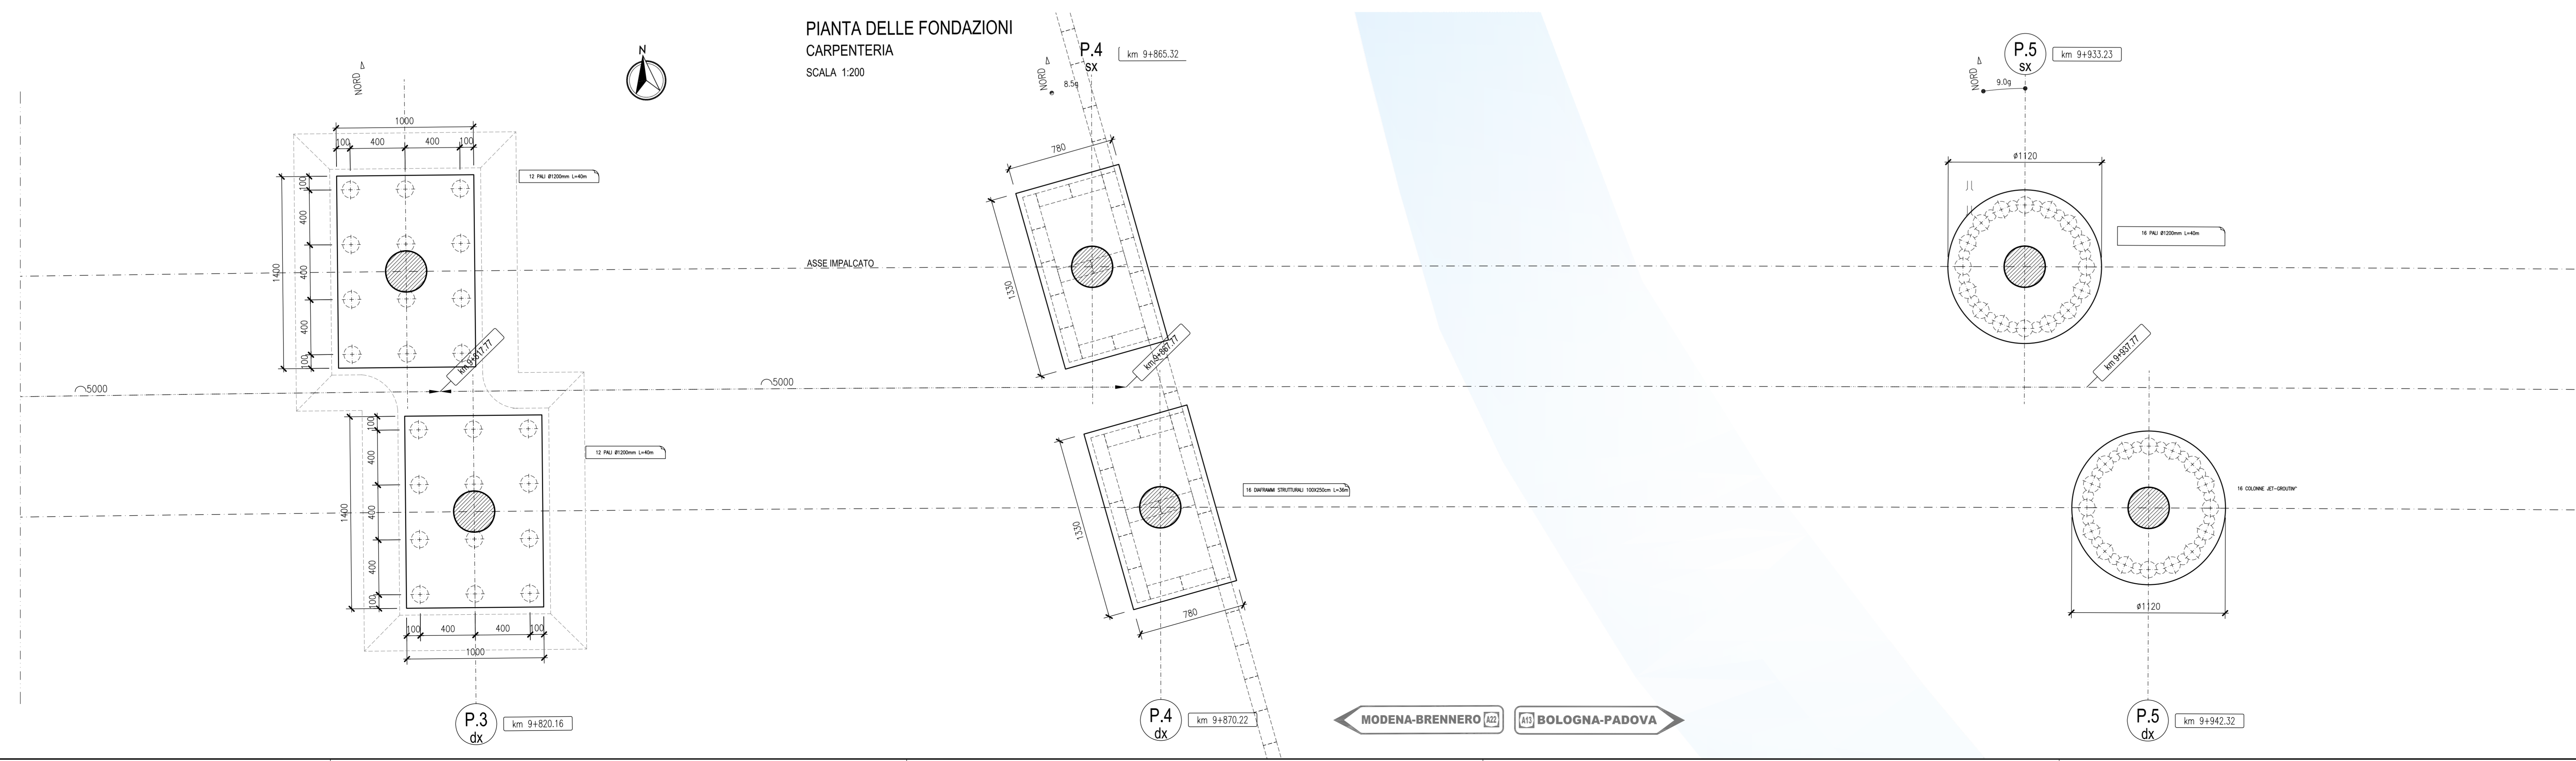 PIANTA DELLE FONDAZIONI
CARPENTERIA
SCALA 1:200
N
NORD
1000
100
400
400
100
12 PALI Ø1200mm L=40m
100
400
400
400
100
1400
km 9+817.77
5000
12 PALI Ø1200mm L=40m
100
400
400
400
100
1400
100
400
400
100
1000
P.3
dx
km 9+820.16
P.4
sx
km 9+865.32
NORD
8.5g
780
1330
ASSE IMPALCATO
km 9+867.77
5000
1330
780
16 DIAFRAMMI STRUTTURALI 100X250cm L=36m
P.4
dx
km 9+870.22
MODENA-BRENNERO A22
A13 BOLOGNA-PADOVA
P.5
sx
km 9+933.23
NORD
9.0g
ø1120
16 PALI Ø1200mm L=40m
km 9+937.77
16 COLONNE JET-GROUTIN"
ø1120
P.5
dx
km 9+942.32